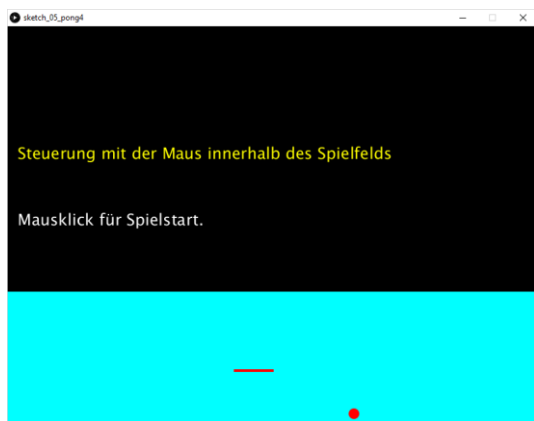 sketch_05_pong4
Steuerung mit der Maus innerhalb des Spielfelds
Mausklick für Spielstart.